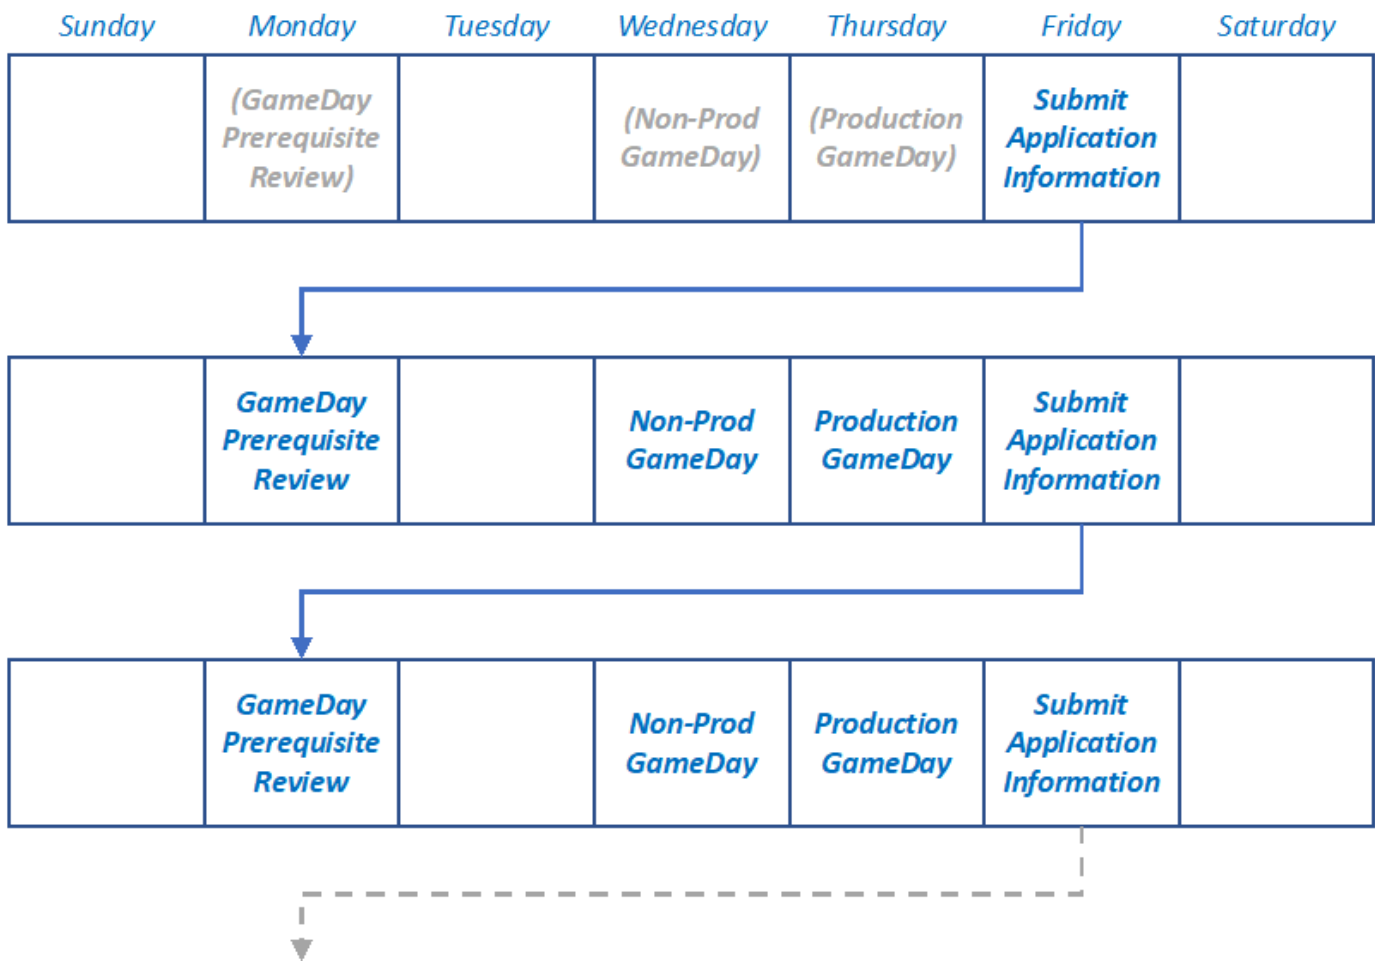 Sunday Monday Tuesday Wednesday Thursday Friday Saturday
(GameDay
Prerequisite
Review)
(Non-Prod
GameDay)
(Production
GameDay)
Submit
Application
Information
GameDay
Prerequisite
Review
Non-Prod
GameDay
Production
GameDay
Submit
Application
Information
GameDay
Prerequisite
Review
Non-Prod
GameDay
Production
GameDay
Submit
Application
Information